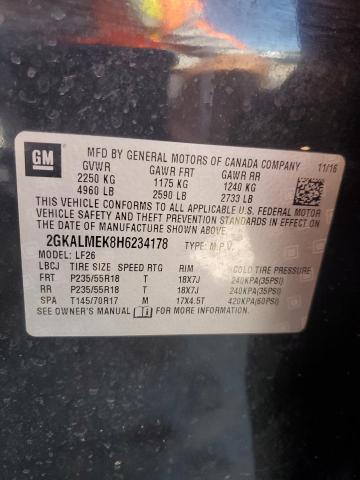 GM
MFD BY GENERAL MOTORS OF CANADA COMPANY
11/16
GVWR GAWR FRT GAWR RR
2250 KG 1175 KG 1240 KG
4960 LB 2590 LB 2733 LB
THIS VEHICLE CONFORMS TO ALL APPLICABLE U.S. FEDERAL MOTOR
VEHICLE SAFETY AND THEFT PREVENTION STANDARDS IN EFFECT ON
THE DATE OF MANUFACTURE SHOWN ABOVE.
2GKALMEK8H6234178 TYPE: M.P.V.
MODEL: LF26
LBCJ TIRE SIZE SPEED RTG RIM COLD TIRE PRESSURE
FRT P235/55R18 T 18X7J 240KPA(35PSI)
RR P235/55R18 T 18X7J 240KPA(35PSI)
SPA T145/70R17 M 17X4.5T 420KPA(60PSI)
SEE OWNER'S MANUAL FOR MORE INFORMATION.